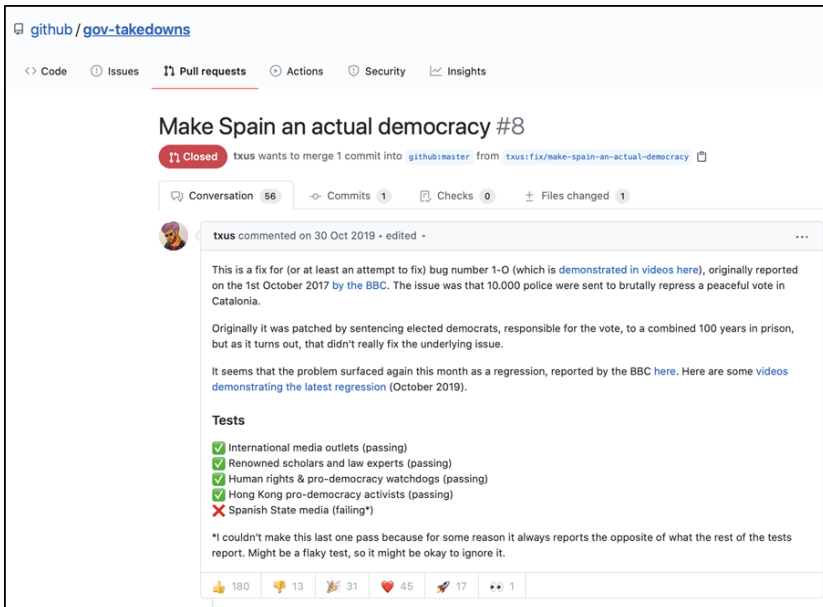 github / gov-takedowns
Code Issues Pull requests Actions Security Insights
Make Spain an actual democracy #8
Closed txus wants to merge 1 commit into github:master from txus:fix/make-spain-an-actual-democracy
Conversation 56 Commits 1 Checks 0 Files changed 1
txus commented on 30 Oct 2019 • edited
This is a fix for (or at least an attempt to fix) bug number 1-O (which is demonstrated in videos here), originally reported
on the 1st October 2017 by the BBC. The issue was that 10.000 police were sent to brutally repress a peaceful vote in
Catalonia.
Originally it was patched by sentencing elected democrats, responsible for the vote, to a combined 100 years in prison,
but as it turns out, that didn't really fix the underlying issue.
It seems that the problem surfaced again this month as a regression, reported by the BBC here. Here are some videos
demonstrating the latest regression (October 2019).
Tests
✅ International media outlets (passing)
✅ Renowned scholars and law experts (passing)
✅ Human rights & pro-democracy watchdogs (passing)
✅ Hong Kong pro-democracy activists (passing)
❌ Spanish State media (failing*)
*I couldn't make this last one pass because for some reason it always reports the opposite of what the rest of the tests
report. Might be a flaky test, so it might be okay to ignore it.
👍 180 👎 13 🎉 31 ❤️ 45 🚀 17 👀 1